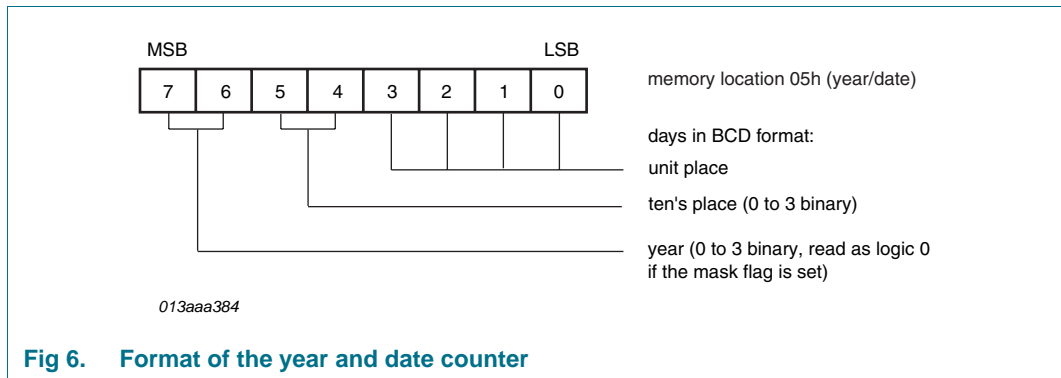 MSB LSB
7 6 5 4 3 2 1 0
memory location 05h (year/date)
days in BCD format:
unit place
ten's place (0 to 3 binary)
year (0 to 3 binary, read as logic 0
if the mask flag is set)
013aaa384
Fig 6. Format of the year and date counter